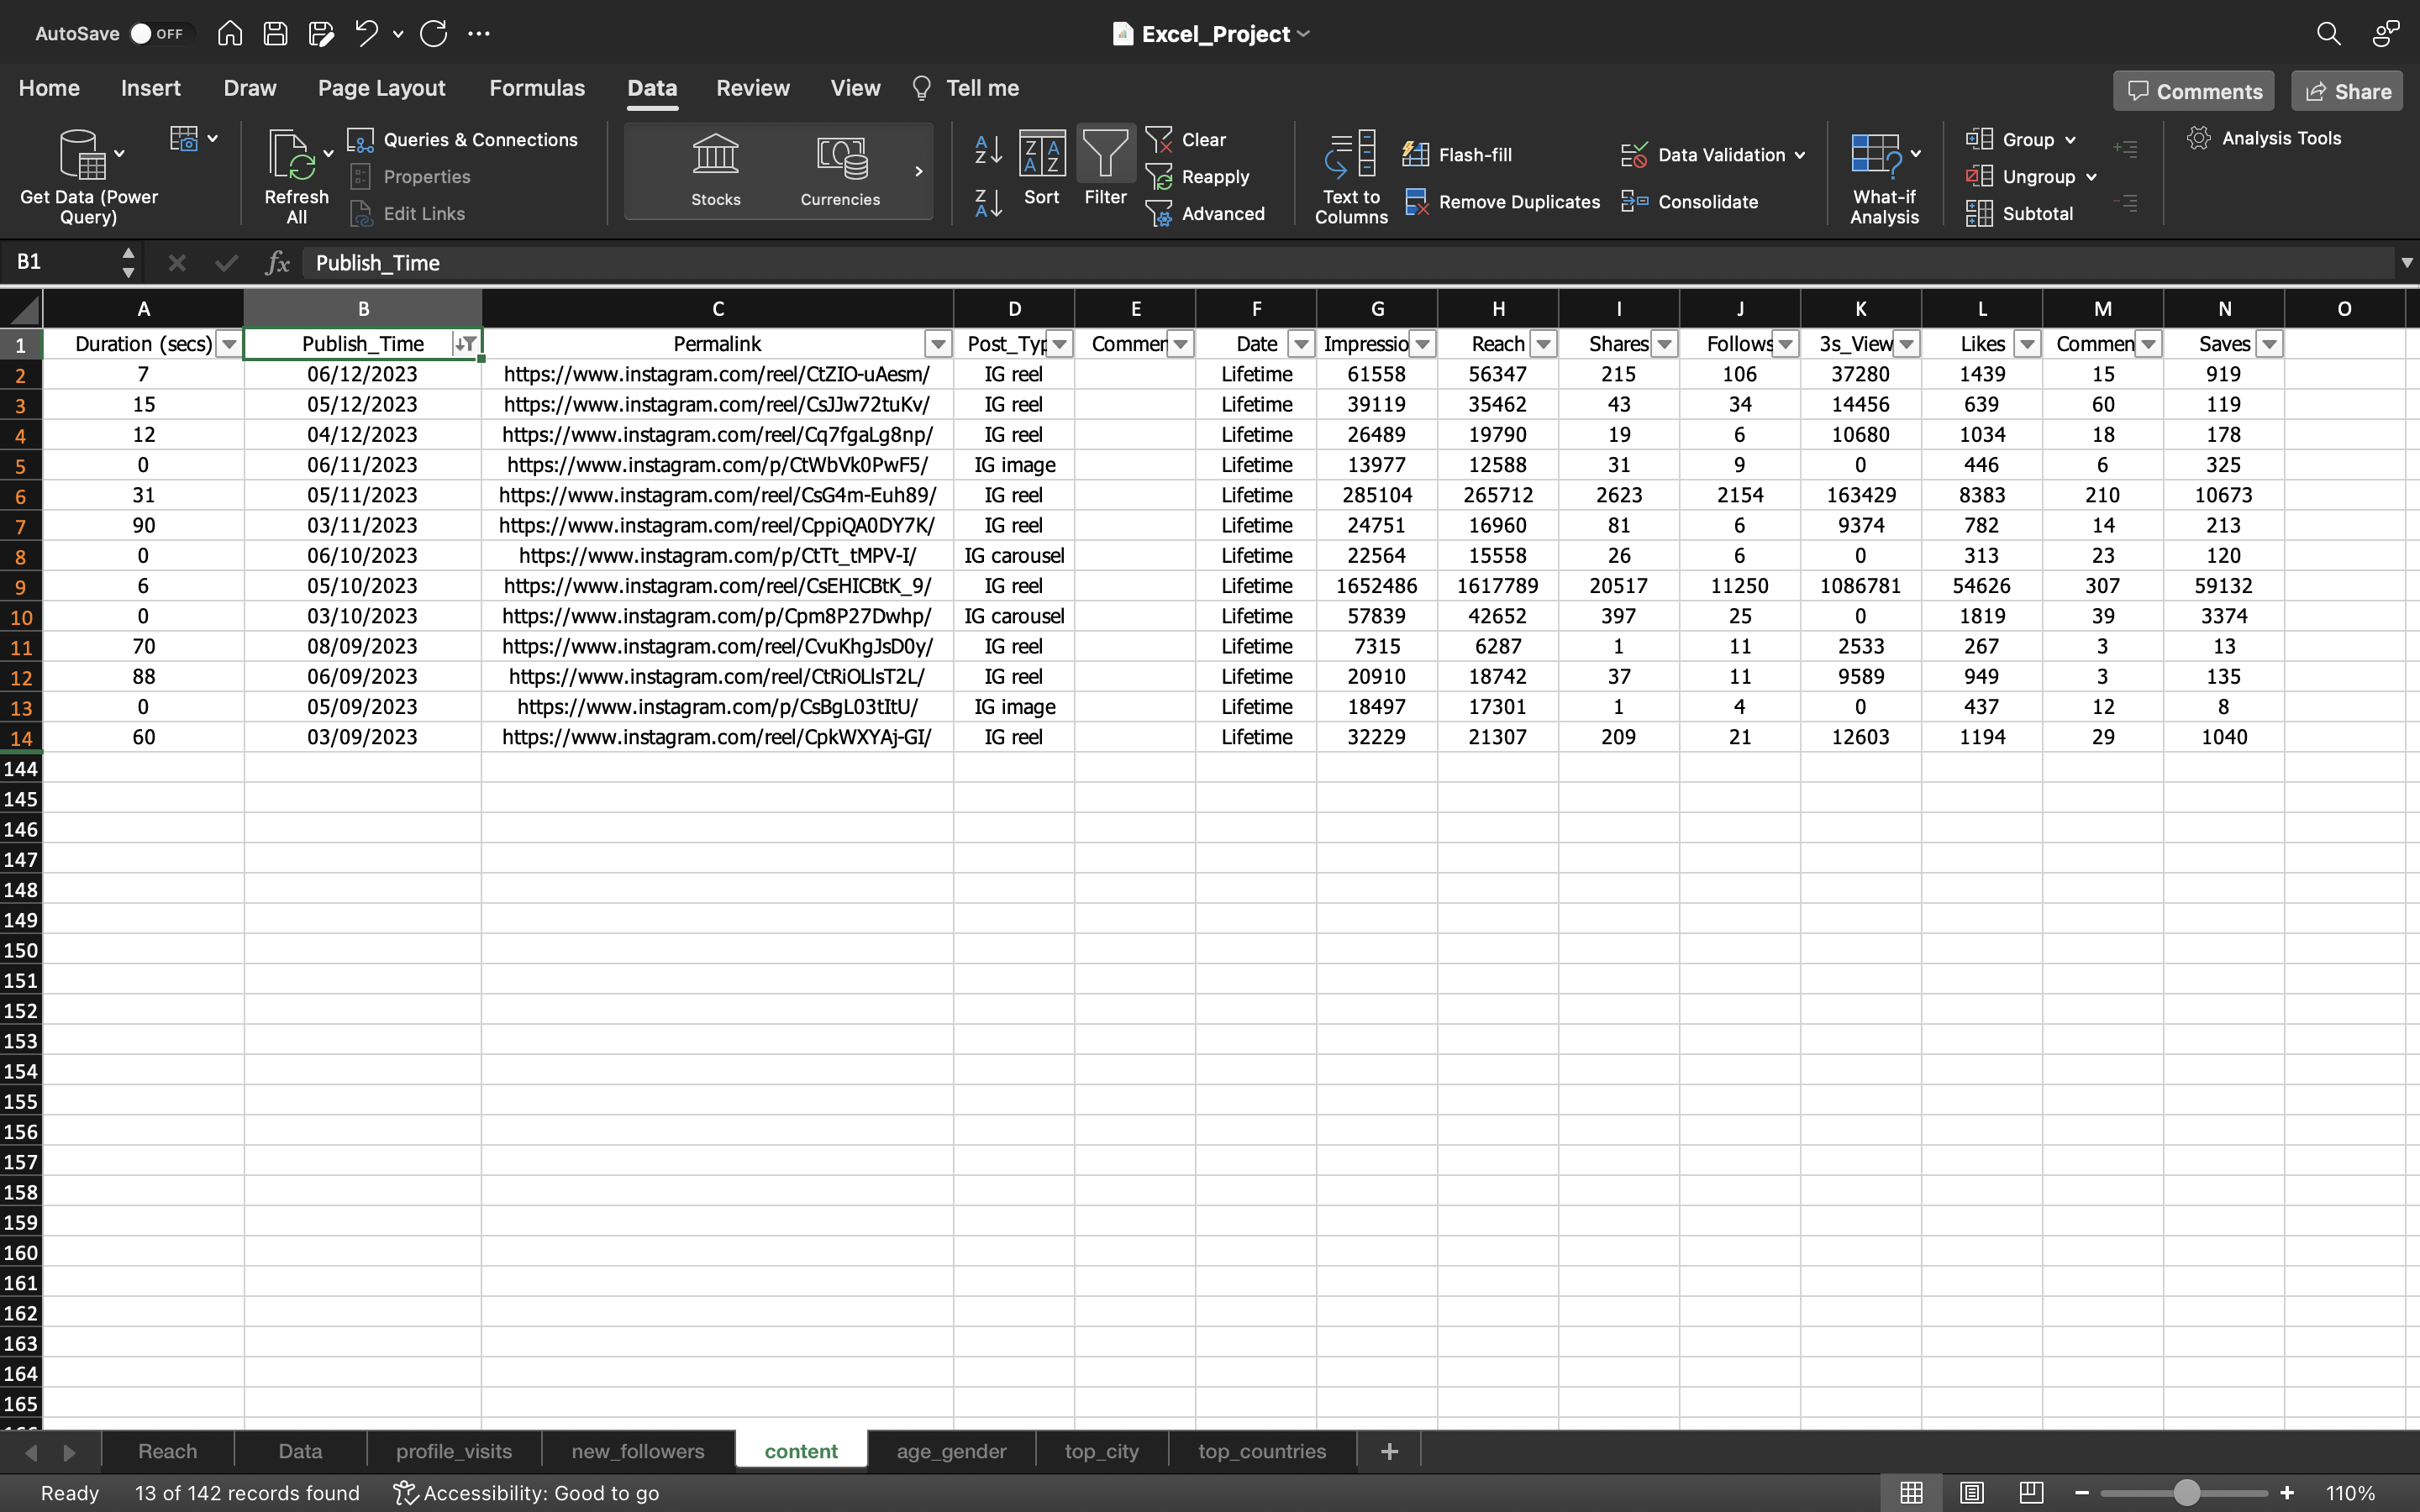 AutoSave OFF Excel_Project
Home Insert Draw Page Layout Formulas Data Review View Tell me Comments Share
Get Data (Power Query) Refresh All Queries & Connections Properties Edit Links Stocks Currencies Sort Filter Clear Reapply Advanced Text to Columns Flash-fill Remove Duplicates Data Validation Consolidate What-if Analysis Group Ungroup Subtotal Analysis Tools
B1 fx Publish_Time
A B C D E F G H I J K L M N O
1 Duration (secs) Publish_Time Permalink Post_Typ Commer Date Impressio Reach Shares Follows 3s_View Likes Commen Saves
2 7 06/12/2023 https://www.instagram.com/reel/CtZIO-uAesm/ IG reel Lifetime 61558 56347 215 106 37280 1439 15 919
3 15 05/12/2023 https://www.instagram.com/reel/CsJJw72tuKv/ IG reel Lifetime 39119 35462 43 34 14456 639 60 119
4 12 04/12/2023 https://www.instagram.com/reel/Cq7fgaLg8np/ IG reel Lifetime 26489 19790 19 6 10680 1034 18 178
5 0 06/11/2023 https://www.instagram.com/p/CtWbVk0PwF5/ IG image Lifetime 13977 12588 31 9 0 446 6 325
6 31 05/11/2023 https://www.instagram.com/reel/CsG4m-Euh89/ IG reel Lifetime 285104 265712 2623 2154 163429 8383 210 10673
7 90 03/11/2023 https://www.instagram.com/reel/CppiQA0DY7K/ IG reel Lifetime 24751 16960 81 6 9374 782 14 213
8 0 06/10/2023 https://www.instagram.com/p/CtTt_tMPV-I/ IG carousel Lifetime 22564 15558 26 6 0 313 23 120
9 6 05/10/2023 https://www.instagram.com/reel/CsEHICBtK_9/ IG reel Lifetime 1652486 1617789 20517 11250 1086781 54626 307 59132
10 0 03/10/2023 https://www.instagram.com/p/Cpm8P27Dwhp/ IG carousel Lifetime 57839 42652 397 25 0 1819 39 3374
11 70 08/09/2023 https://www.instagram.com/reel/CvuKhgJsD0y/ IG reel Lifetime 7315 6287 1 11 2533 267 3 13
12 88 06/09/2023 https://www.instagram.com/reel/CtRiOLlsT2L/ IG reel Lifetime 20910 18742 37 11 9589 949 3 135
13 0 05/09/2023 https://www.instagram.com/p/CsBgL03tItU/ IG image Lifetime 18497 17301 1 4 0 437 12 8
14 60 03/09/2023 https://www.instagram.com/reel/CpkWXYAj-GI/ IG reel Lifetime 32229 21307 209 21 12603 1194 29 1040
144
145
146
147
148
149
150
151
152
153
154
155
156
157
158
159
160
161
162
163
164
165
Reach Data profile_visits new_followers content age_gender top_city top_countries +
Ready 13 of 142 records found Accessibility: Good to go 110%